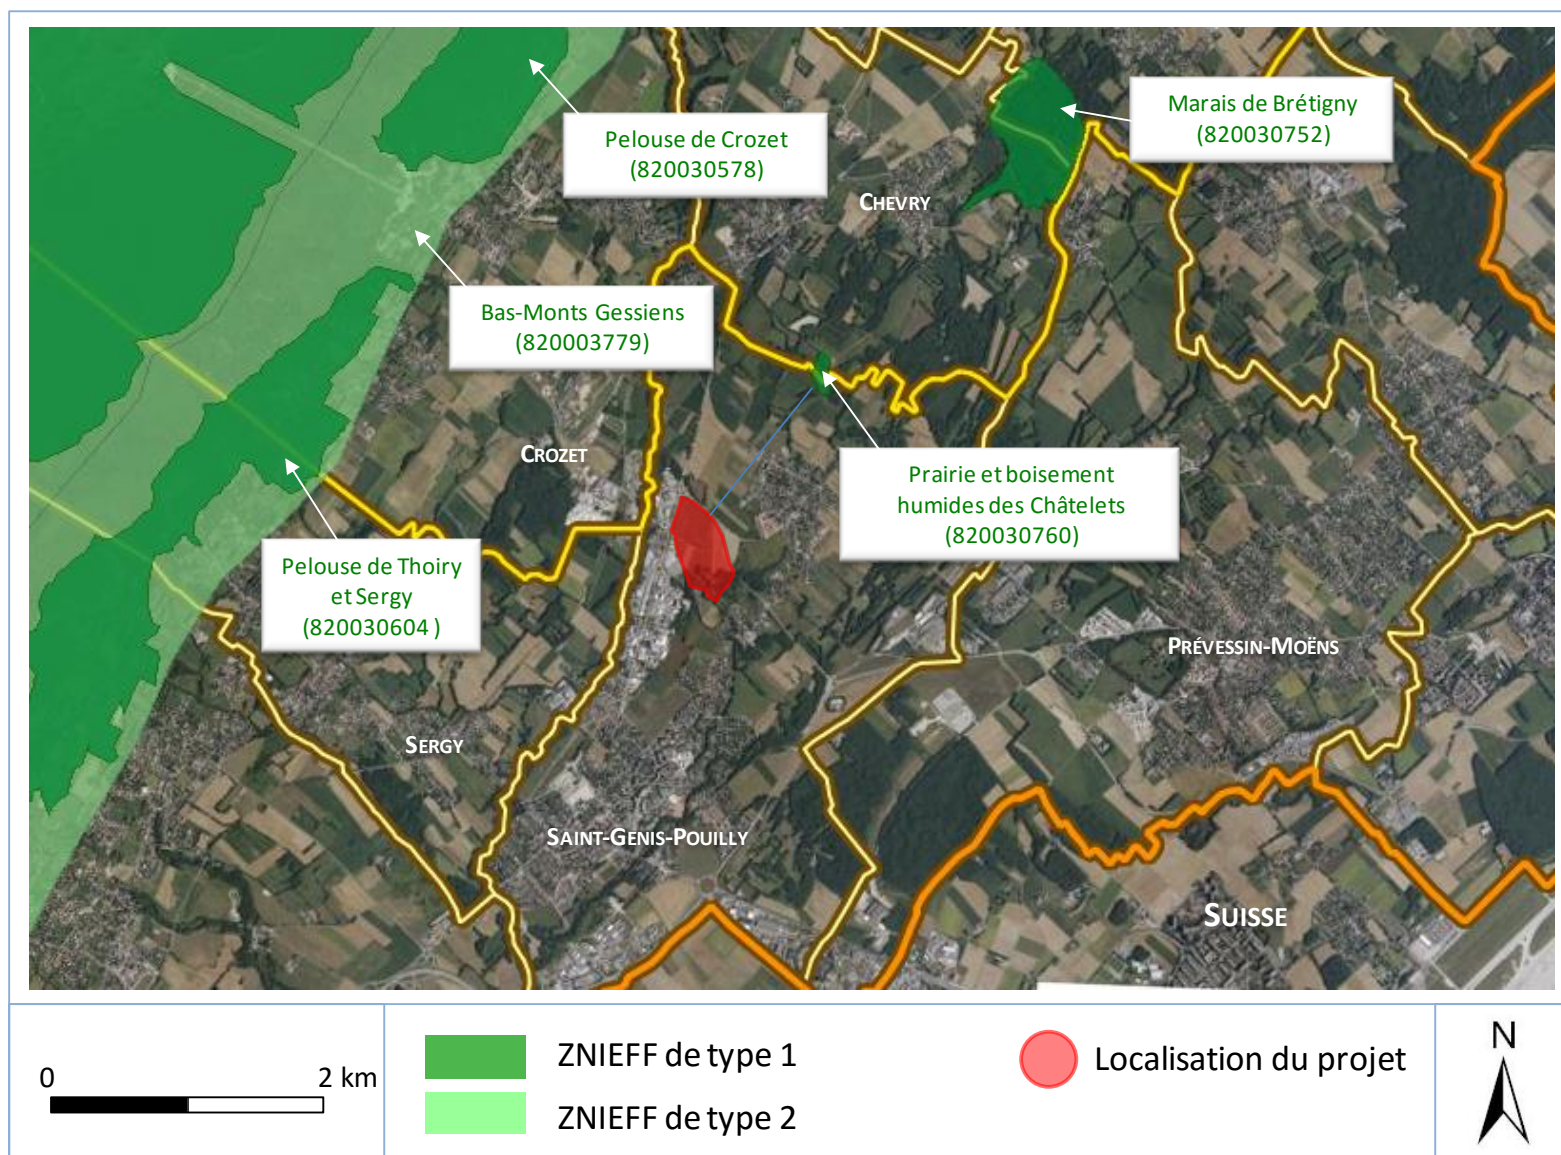 Pelouse de Crozet
(820030578)
Marais de Brétigny
(820030752)
CHEVRY
Bas-Monts Gessiens
(820003779)
CROZET
Prairie et boisement
humides des Châtelets
(820030760)
Pelouse de Thoiry
et Sergy
(820030604 )
PRÉVESSIN-MOËNS
SERGY
SAINT-GENIS-POUILLY
SUISSE
0 2 km
ZNIEFF de type 1
ZNIEFF de type 2
Localisation du projet
N